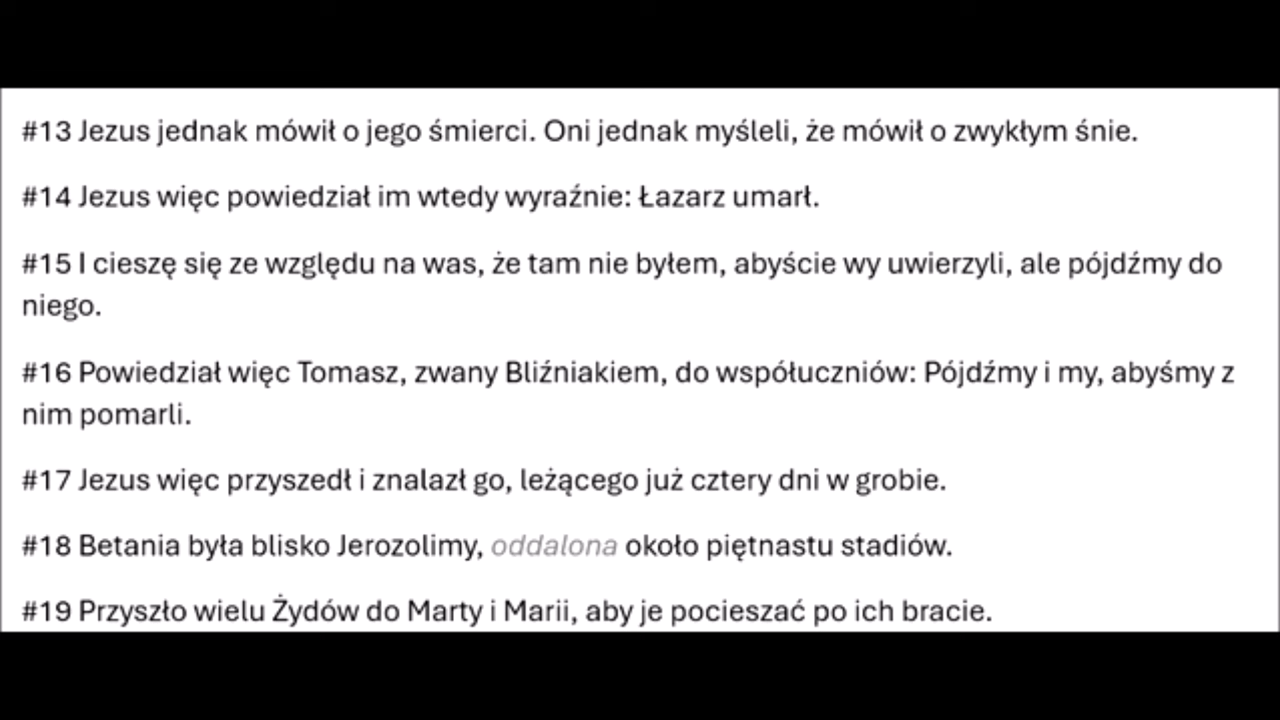 #13 Jezus jednak mówił o jego śmierci. Oni jednak myśleli, że mówił o zwykłym śnie.
#14 Jezus więc powiedział im wtedy wyraźnie: Łazarz umarł.
#15 I cieszę się ze względu na was, że tam nie byłem, abyście wy uwierzyli, ale pójdźmy do
niego.
#16 Powiedział więc Tomasz, zwany Bliźniakiem, do współuczniów: Pójdźmy i my, abyśmy z
nim pomarli.
#17 Jezus więc przyszedł i znalazł go, leżącego już cztery dni w grobie.
#18 Betania była blisko Jerozolimy, oddalona około piętnastu stadiów.
#19 Przyszło wielu Żydów do Marty i Marii, aby je pocieszać po ich bracie.